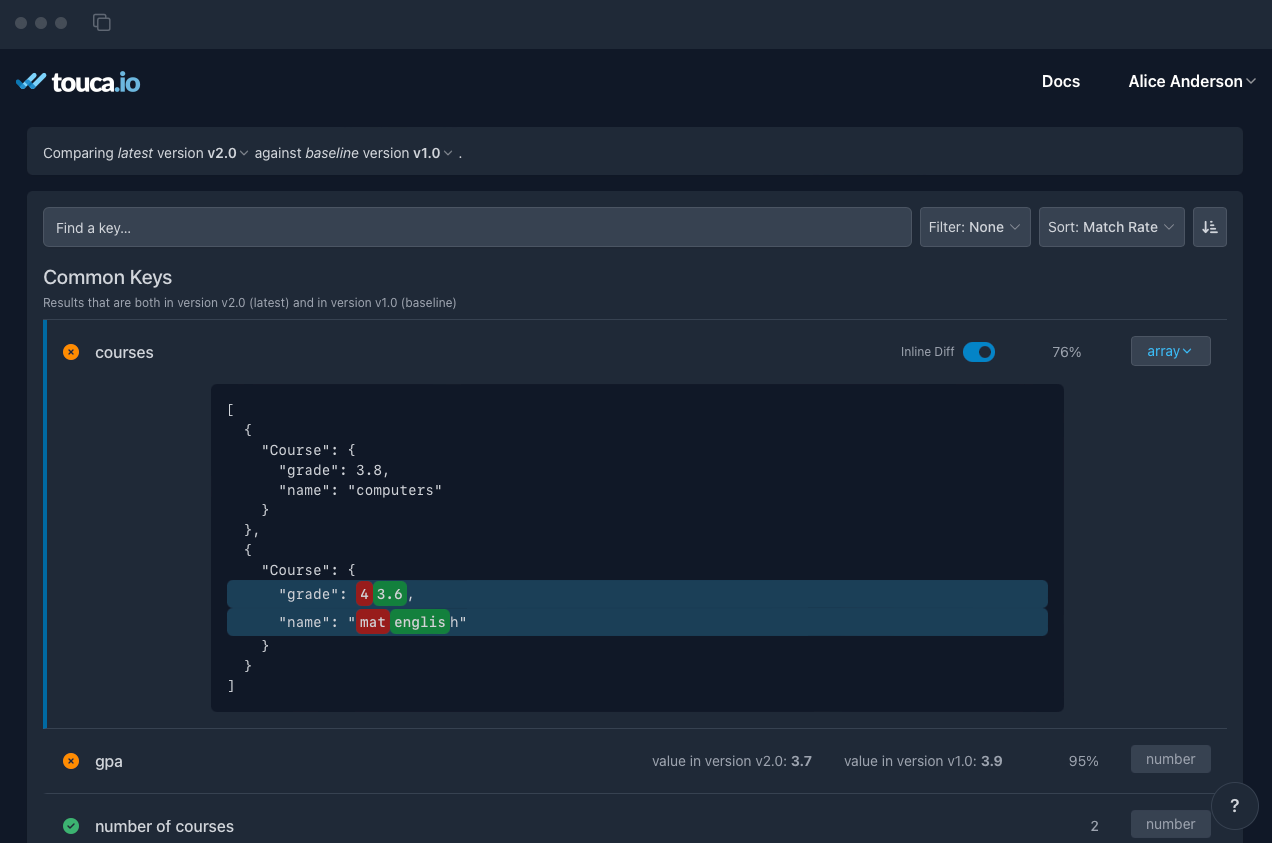 touca.io
Docs
Alice Anderson
Comparing latest version v2.0 against baseline version v1.0 .
Find a key...
Filter: None
Sort: Match Rate
Common Keys
Results that are both in version v2.0 (latest) and in version v1.0 (baseline)
courses
Inline Diff
76%
array
[
  {
    "Course": {
      "grade": 3.8,
      "name": "computers"
    }
  },
  {
    "Course": {
      "grade": 43.6,
      "name": "matenglish"
    }
  }
]
gpa
value in version v2.0: 3.7
value in version v1.0: 3.9
95%
number
number of courses
2
number
?